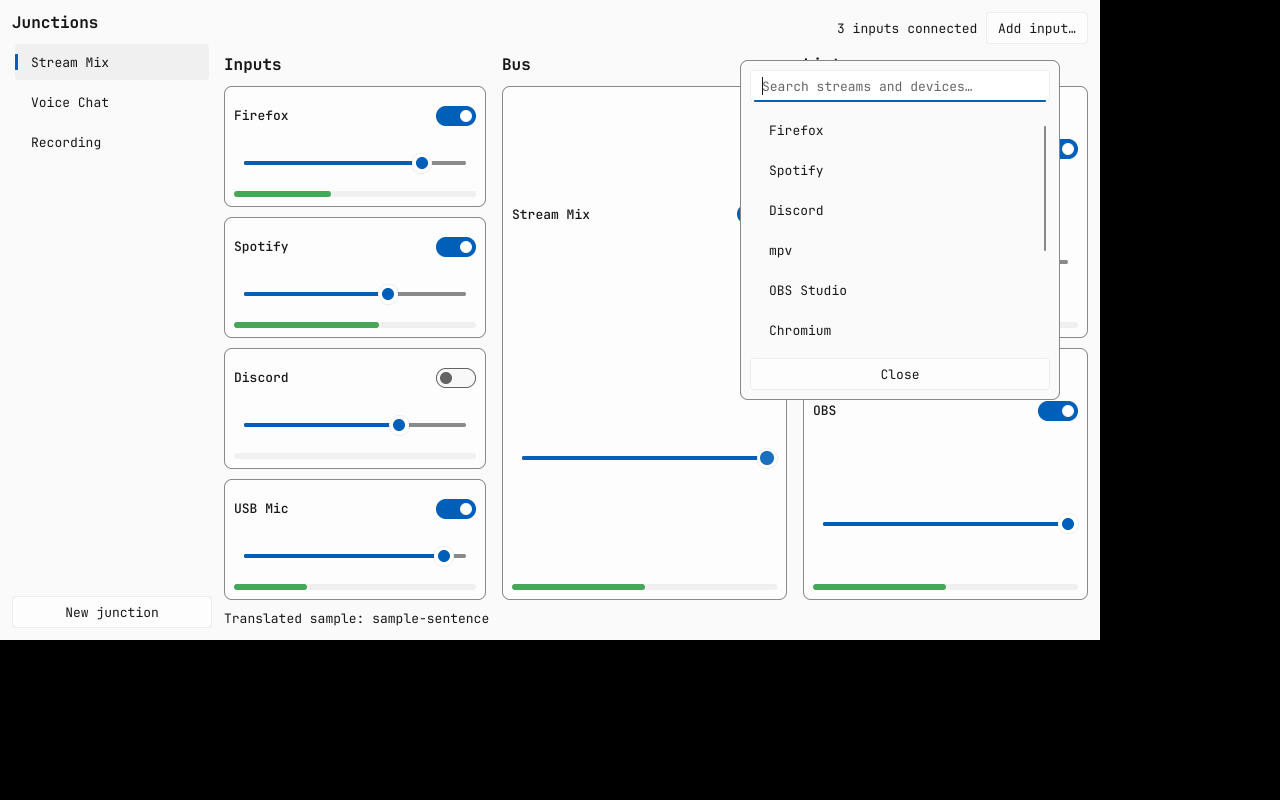 Junctions
3 inputs connected
Add input…
Stream Mix
Voice Chat
Recording
New junction
Inputs
Firefox
Spotify
Discord
USB Mic
Bus
Stream Mix
Search streams and devices…
Firefox
Spotify
Discord
mpv
OBS Studio
Chromium
Close
OBS
Translated sample: sample-sentence